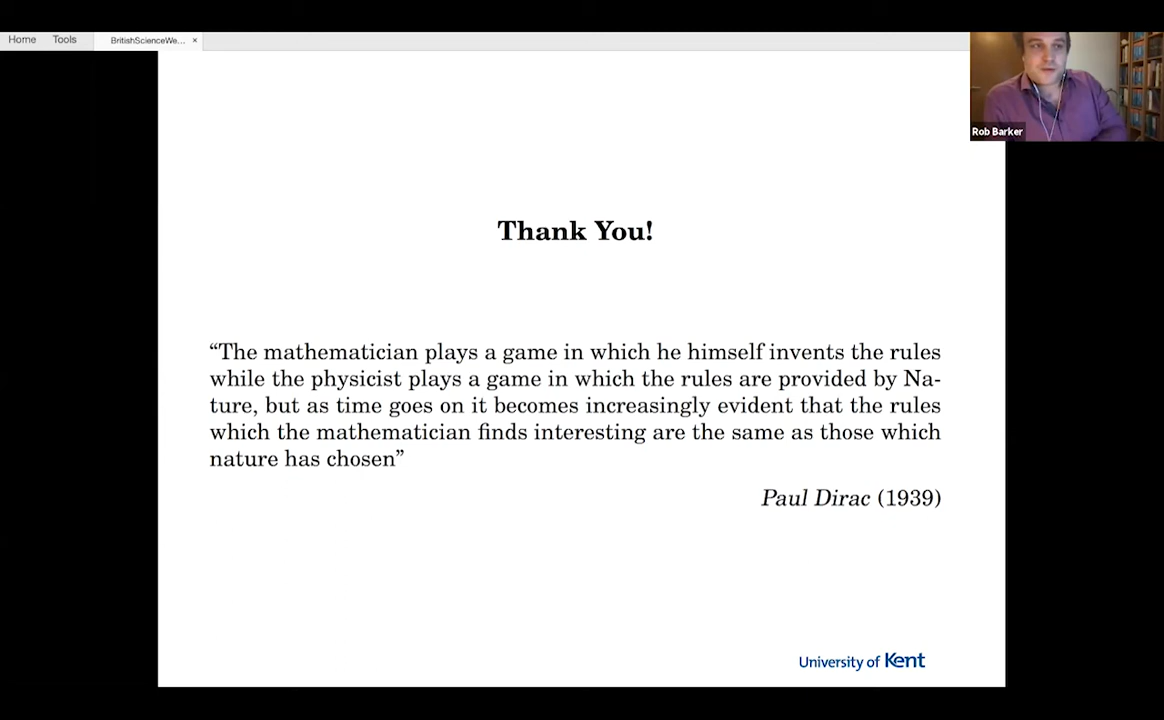 Home Tools BritishScienceWe... ×
Rob Barker
Thank You!
“The mathematician plays a game in which he himself invents the rules
while the physicist plays a game in which the rules are provided by Na-
ture, but as time goes on it becomes increasingly evident that the rules
which the mathematician finds interesting are the same as those which
nature has chosen”
Paul Dirac (1939)
University of Kent